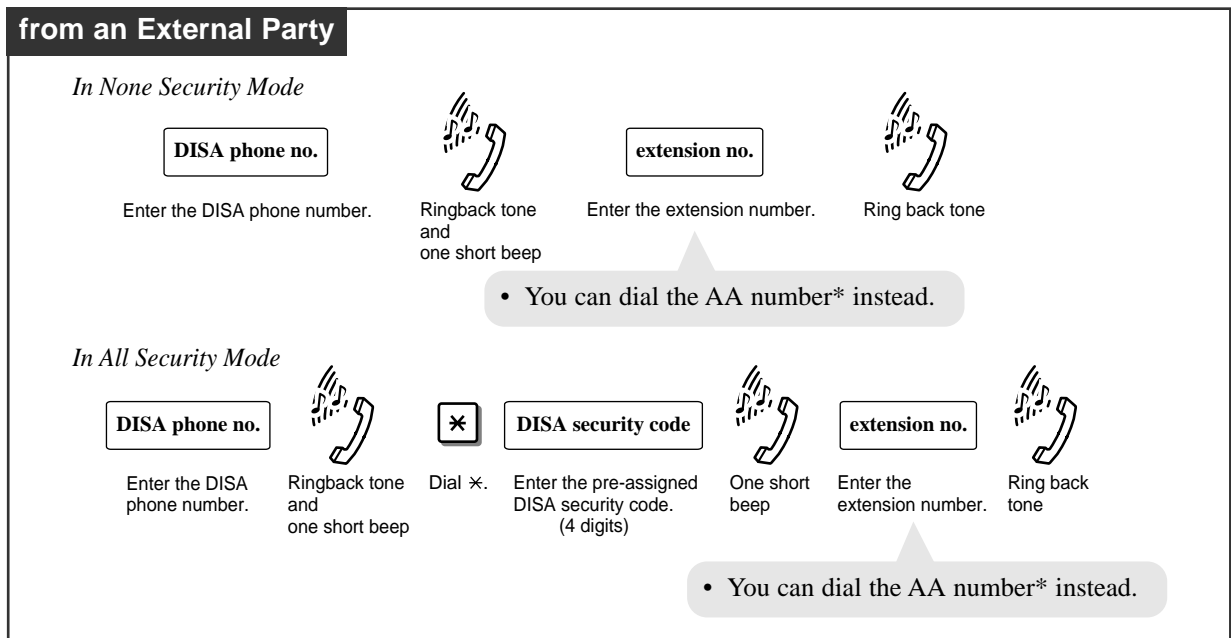 from an External Party
In None Security Mode
DISA phone no.
extension no.
Enter the DISA phone number.
Ringback tone
and
one short beep
Enter the extension number.
Ring back tone
• You can dial the AA number* instead.
In All Security Mode
DISA phone no.
✳
DISA security code
extension no.
Enter the DISA
phone number.
Ringback tone
and
one short beep
Dial ✳.
Enter the pre-assigned
DISA security code.
(4 digits)
One short
beep
Enter the
extension number.
Ring back
tone
• You can dial the AA number* instead.